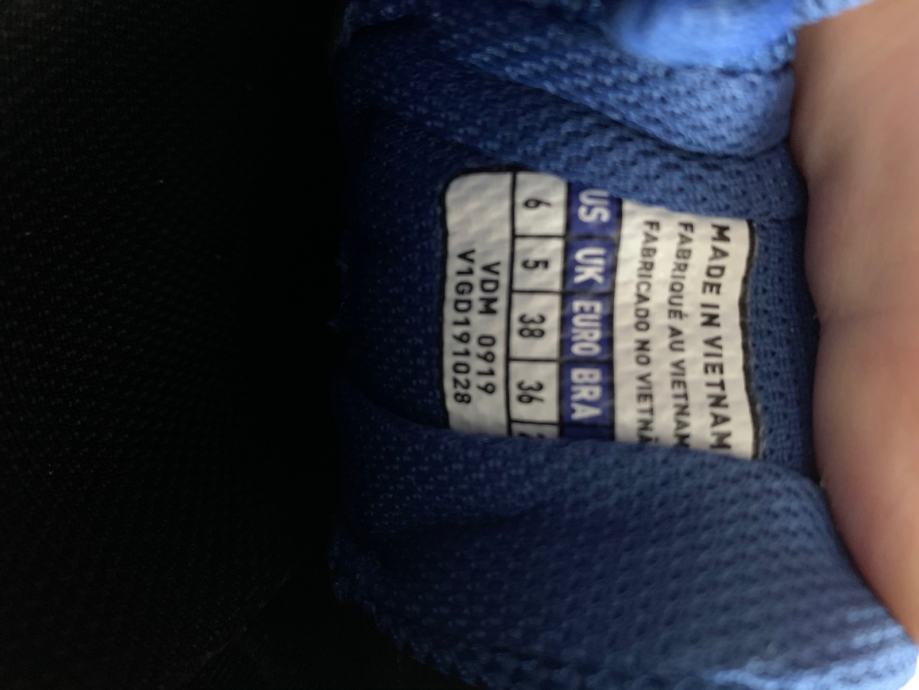 MADE IN VIETNAM
FABRIQUÉ AU VIETNAM
FABRICADO NO VIETNÃ
US UK EURO BRA
6 5 38 36
VDM 0919
V1GD191028